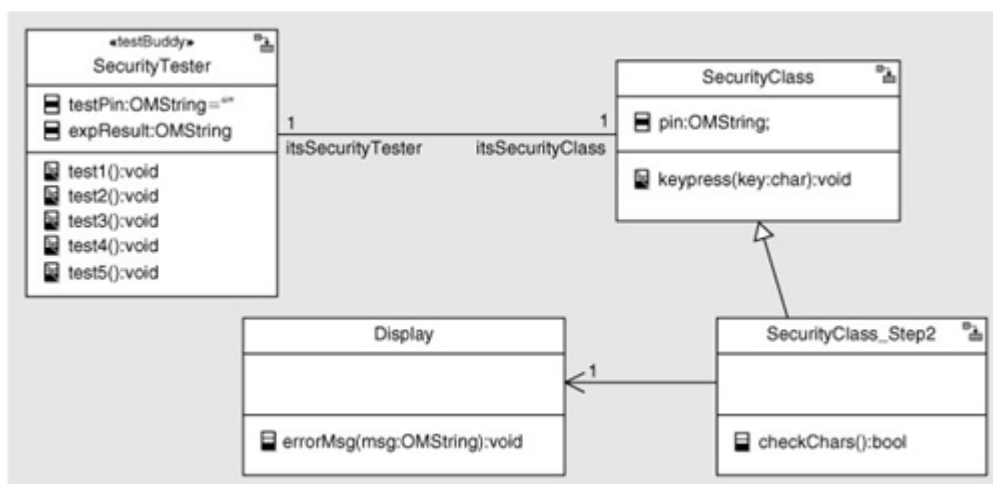 «testBuddy»
SecurityTester
testPin:OMString=""
expResult:OMString
test1():void
test2():void
test3():void
test4():void
test5():void
1
itsSecurityTester
1
itsSecurityClass
SecurityClass
pin:OMString;
keypress(key:char):void
Display
errorMsg(msg:OMString):void
1
SecurityClass_Step2
checkChars():bool